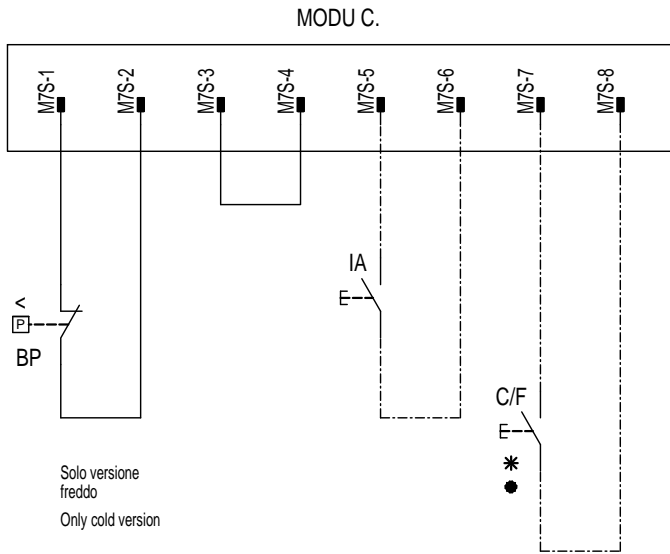 MODU C.
M7S-1
M7S-2
M7S-3
M7S-4
M7S-5
M7S-6
M7S-7
M7S-8
IA
<
P
BP
C/F
Solo versione
freddo
Only cold version